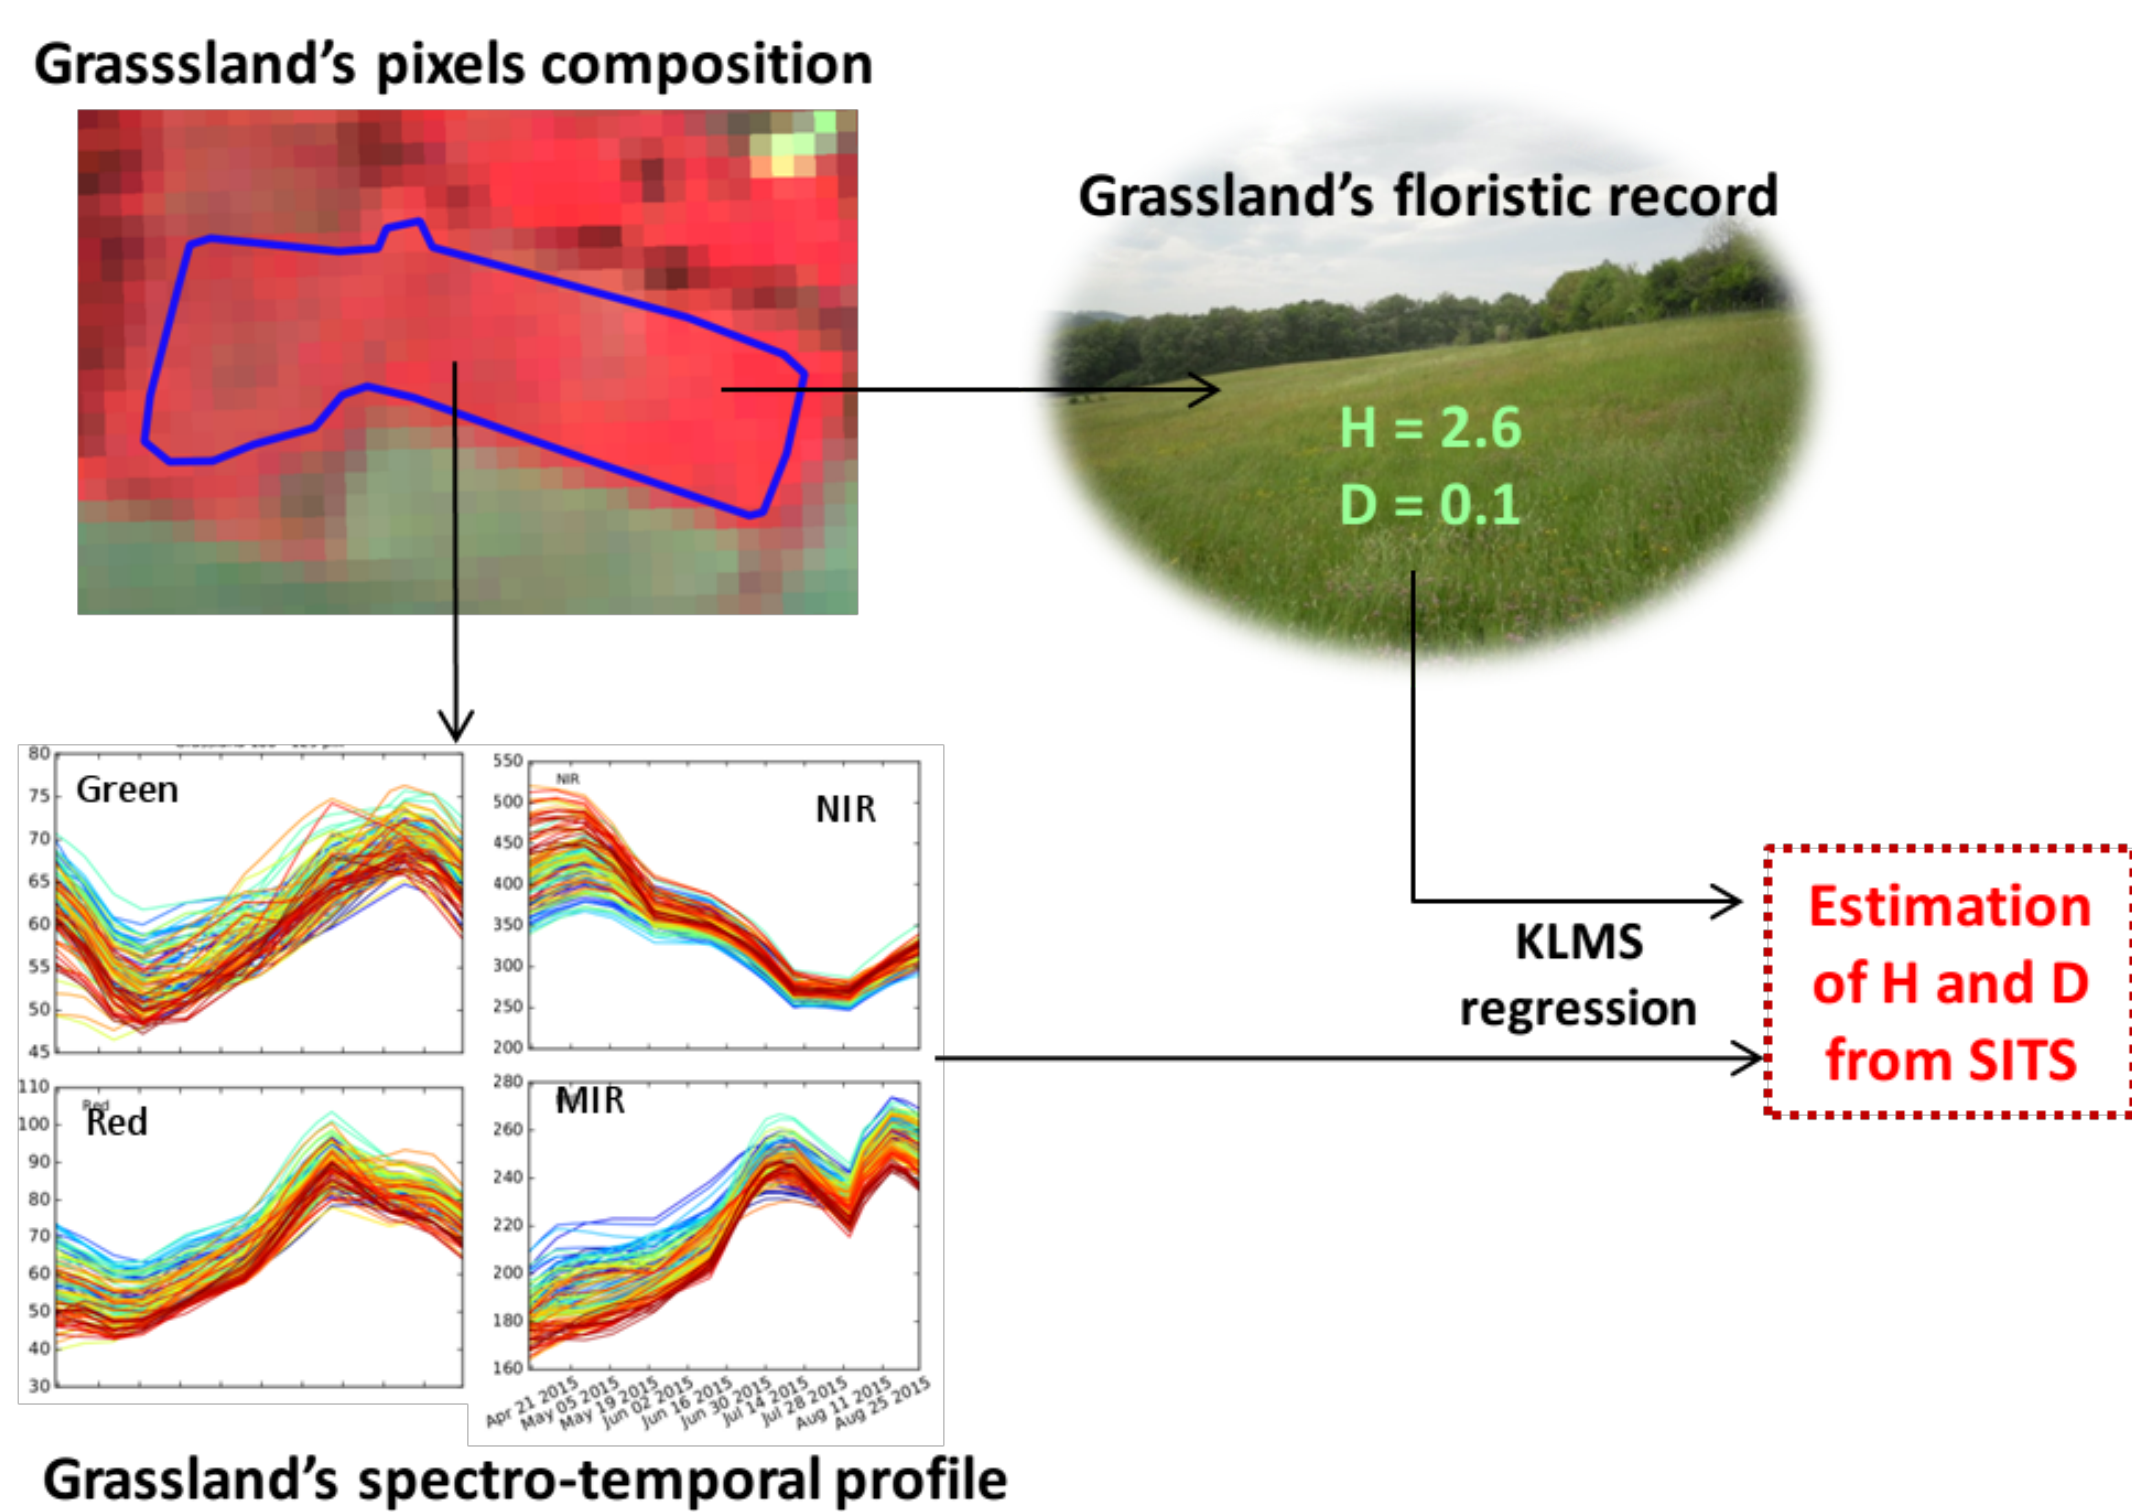 Grasssland's pixels composition
Grassland's floristic record
H = 2.6
D = 0.1
Green
80
75
70
65
60
55
50
45
NIR
NIR
550
500
450
400
350
300
250
200
Red
Red
110
100
90
80
70
60
50
40
30
MIR
280
260
240
220
200
180
160
Apr 21 2015
May 05 2015
May 19 2015
Jun 02 2015
Jun 16 2015
Jun 30 2015
Jul 14 2015
Jul 28 2015
Aug 11 2015
Aug 25 2015
KLMS
regression
Estimation
of H and D
from SITS
Grassland's spectro-temporal profile